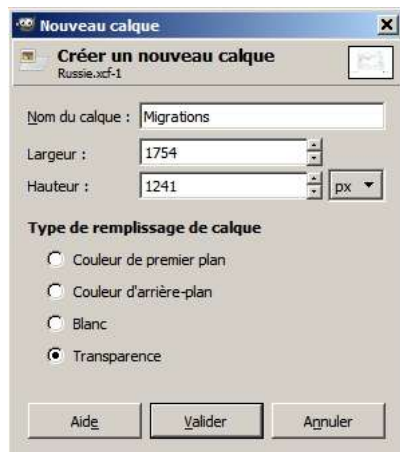 Nouveau calque
Créer un nouveau calque
Russie.xcf-1
Nom du calque : Migrations
Largeur : 1754
Hauteur : 1241 px
Type de remplissage de calque
Couleur de premier plan
Couleur d'arrière-plan
Blanc
Transparence
Aide Valider Annuler